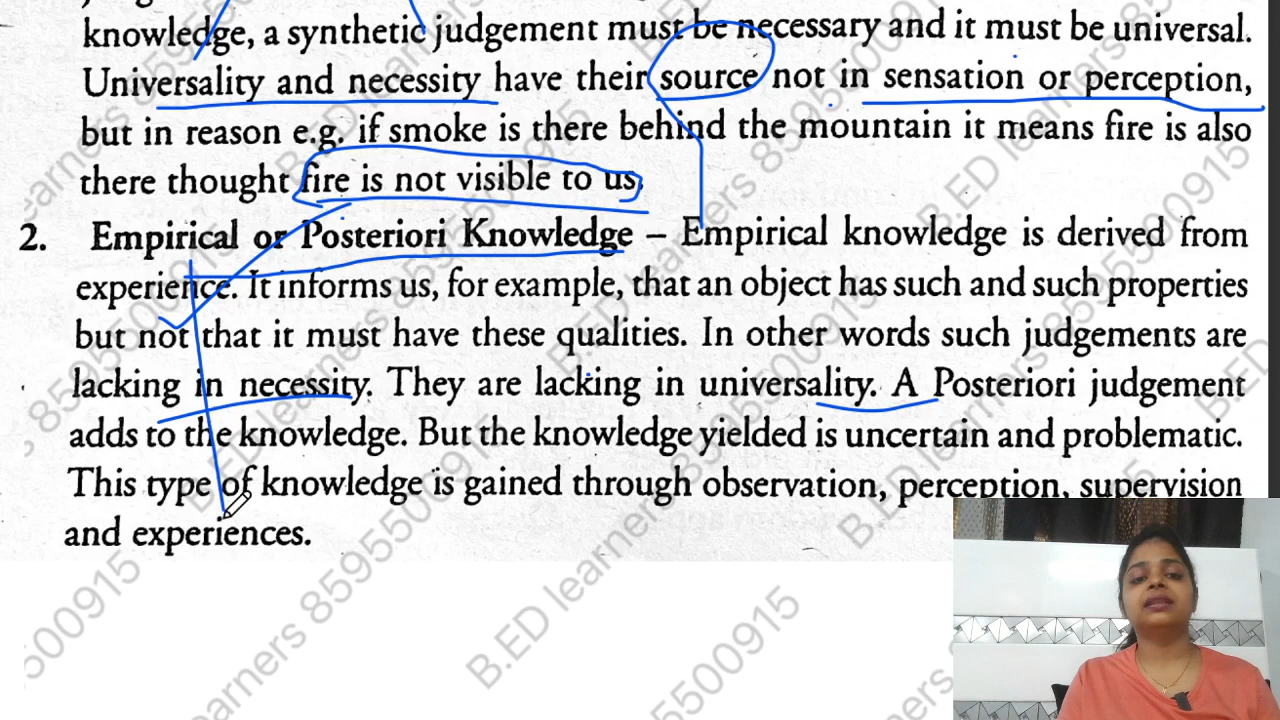 knowledge, a synthetic judgement must be necessary and it must be universal.
Universality and necessity have their source not in sensation or perception,
but in reason e.g. if smoke is there behind the mountain it means fire is also
there thought fire is not visible to us.
2. Empirical or Posteriori Knowledge – Empirical knowledge is derived from
experience. It informs us, for example, that an object has such and such properties
but not that it must have these qualities. In other words such judgements are
lacking in necessity. They are lacking in universality. A Posteriori judgement
adds to the knowledge. But the knowledge yielded is uncertain and problematic.
This type of knowledge is gained through observation, perception, supervision
and experiences.
B.ED learners 8595500915